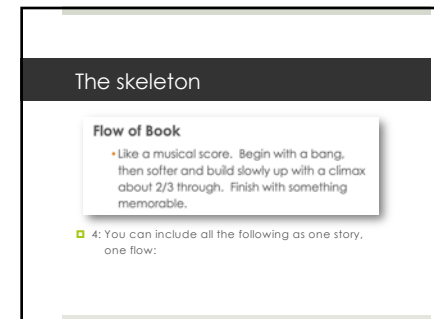 The skeleton
Flow of Book
▪ Like a musical score.  Begin with a bang,
then softer and build slowly up with a climax
about 2/3 through.  Finish with something
memorable.
4: You can include all the following as one story,
one flow: